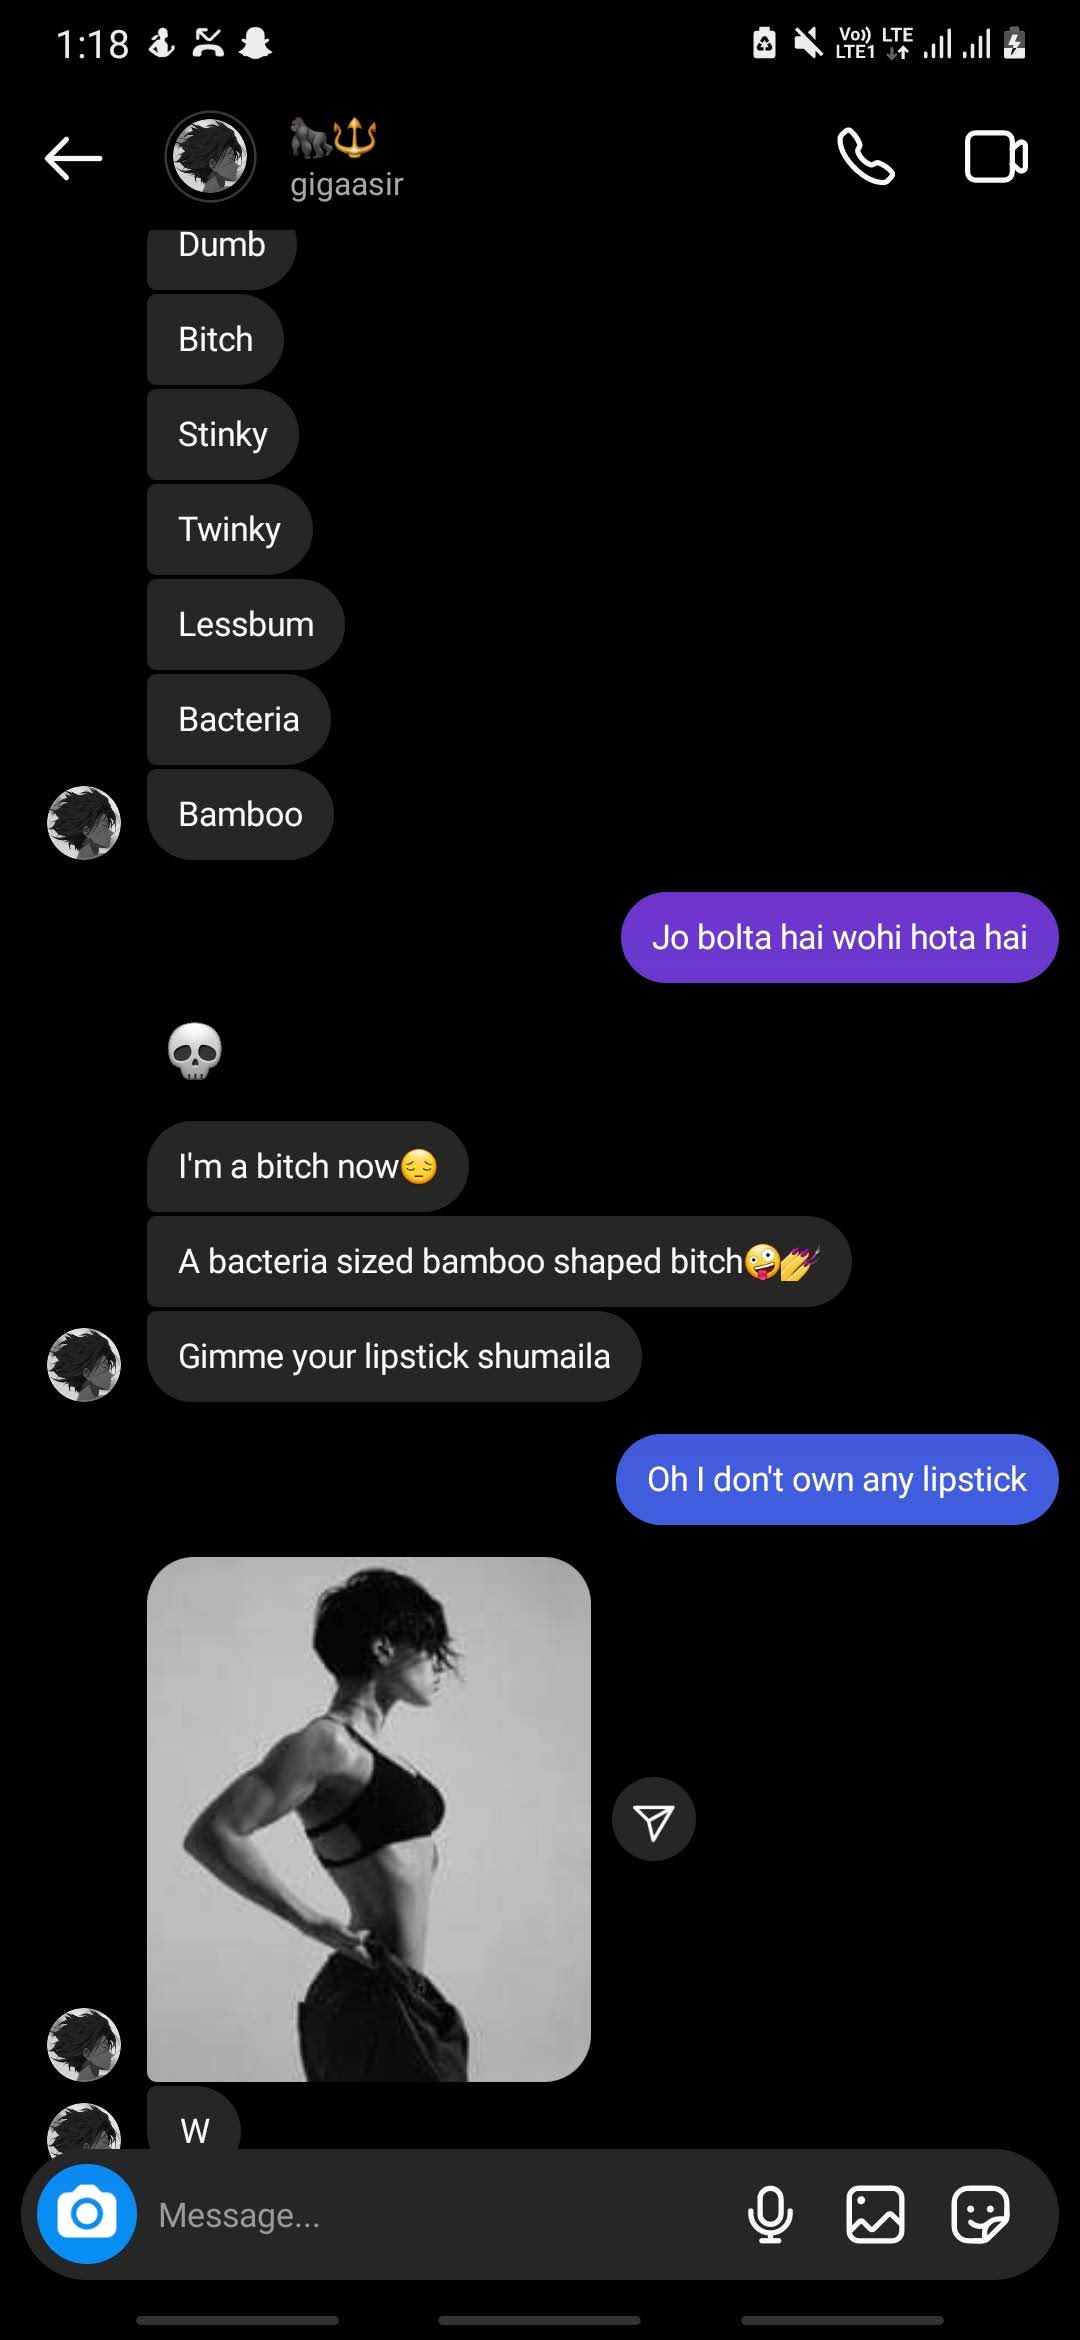 1:18
Vo)) LTE
LTE1
🦍🔱
gigaasir
Dumb
Bitch
Stinky
Twinky
Lessbum
Bacteria
Bamboo
Jo bolta hai wohi hota hai
💀
I'm a bitch now😔
A bacteria sized bamboo shaped bitch🤪💅
Gimme your lipstick shumaila
Oh I don't own any lipstick
W
Message...